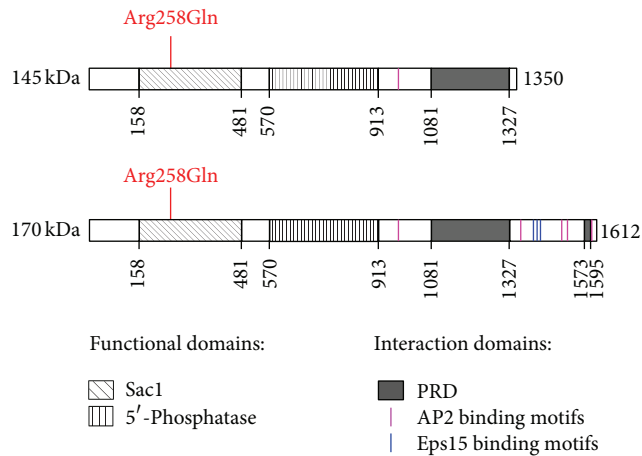 Arg258Gln
145 kDa
1350
158
481
570
913
1081
1327
Arg258Gln
170 kDa
1612
158
481
570
913
1081
1327
1573
1595
Functional domains:
Sac1
5′-Phosphatase
Interaction domains:
PRD
AP2 binding motifs
Eps15 binding motifs